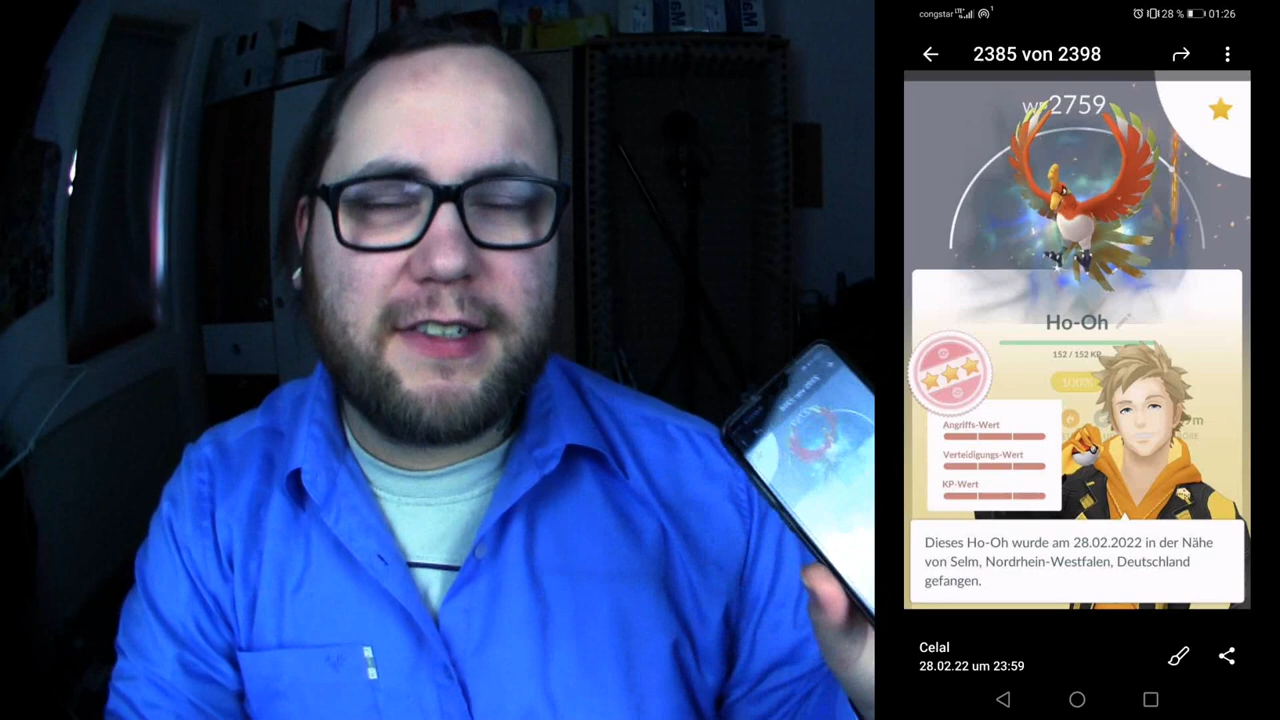 congstar
28 %
01:26
2385 von 2398
WP2759
Ho-Oh
152 / 152 KP
100%
Angriffs-Wert
Verteidigungs-Wert
KP-Wert
Dieses Ho-Oh wurde am 28.02.2022 in der Nähe
von Selm, Nordrhein-Westfalen, Deutschland
gefangen.
Celal
28.02.22 um 23:59